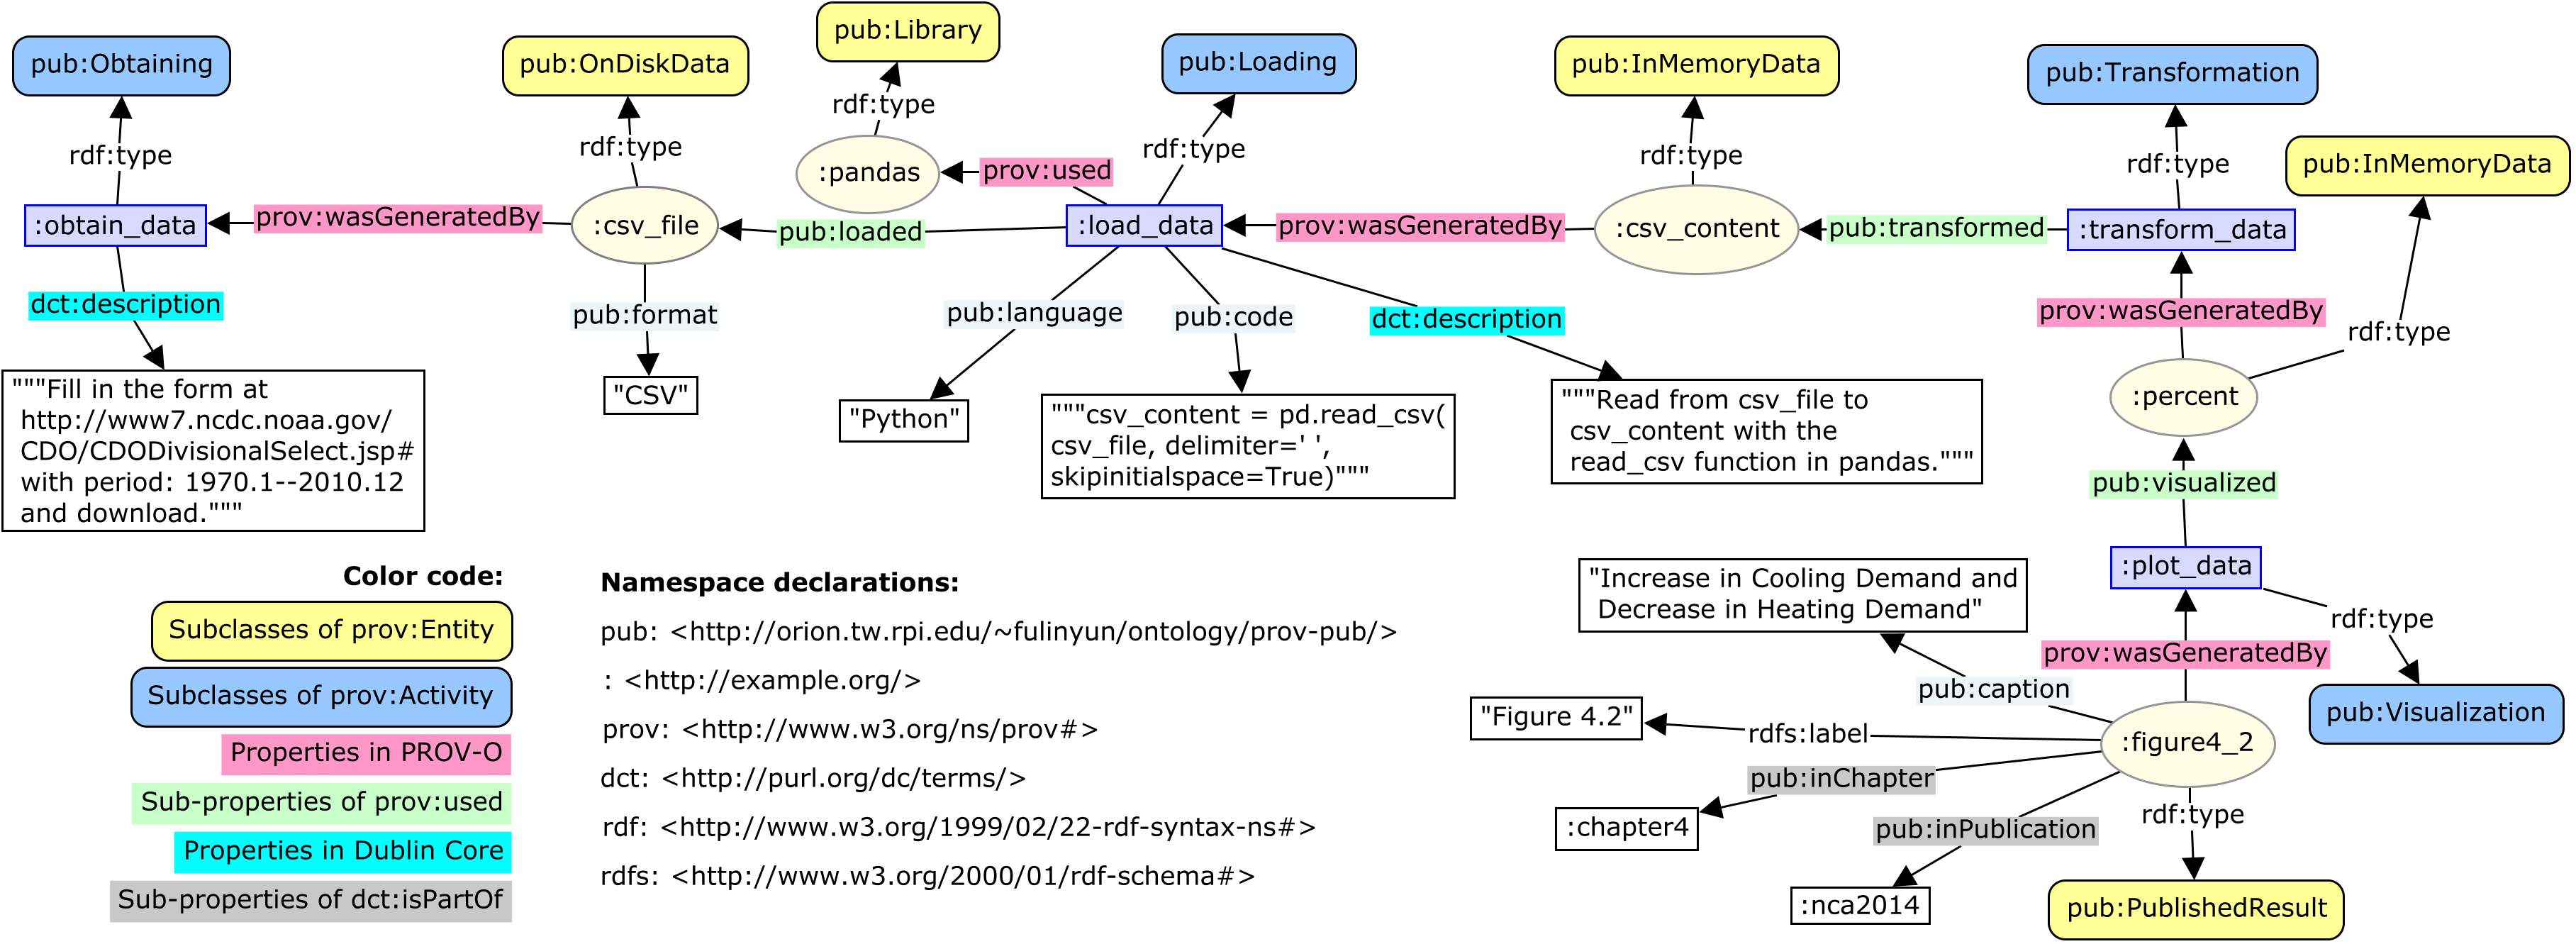 pub:Obtaining
pub:OnDiskData
pub:Library
pub:Loading
pub:InMemoryData
pub:Transformation
rdf:type
rdf:type
rdf:type
rdf:type
rdf:type
rdf:type
pub:InMemoryData
:pandas
prov:used
:obtain_data
prov:wasGeneratedBy
:csv_file
pub:loaded
:load_data
prov:wasGeneratedBy
:csv_content
pub:transformed
:transform_data
dct:description
pub:format
pub:language
pub:code
dct:description
prov:wasGeneratedBy
rdf:type
"""Fill in the form at
http://www7.ncdc.noaa.gov/
CDO/CDODivisionalSelect.jsp#
with period: 1970.1--2010.12
and download."""
"CSV"
"Python"
"""csv_content = pd.read_csv(
csv_file, delimiter=' ',
skipinitialspace=True)"""
"""Read from csv_file to
csv_content with the
read_csv function in pandas."""
:percent
pub:visualized
:plot_data
rdf:type
prov:wasGeneratedBy
pub:Visualization
"Increase in Cooling Demand and
Decrease in Heating Demand"
pub:caption
"Figure 4.2"
rdfs:label
:figure4_2
pub:inChapter
:chapter4
pub:inPublication
:nca2014
rdf:type
pub:PublishedResult
Color code:
Subclasses of prov:Entity
Subclasses of prov:Activity
Properties in PROV-O
Sub-properties of prov:used
Properties in Dublin Core
Sub-properties of dct:isPartOf
Namespace declarations:
pub: <http://orion.tw.rpi.edu/~fulinyun/ontology/prov-pub/>
: <http://example.org/>
prov: <http://www.w3.org/ns/prov#>
dct: <http://purl.org/dc/terms/>
rdf: <http://www.w3.org/1999/02/22-rdf-syntax-ns#>
rdfs: <http://www.w3.org/2000/01/rdf-schema#>